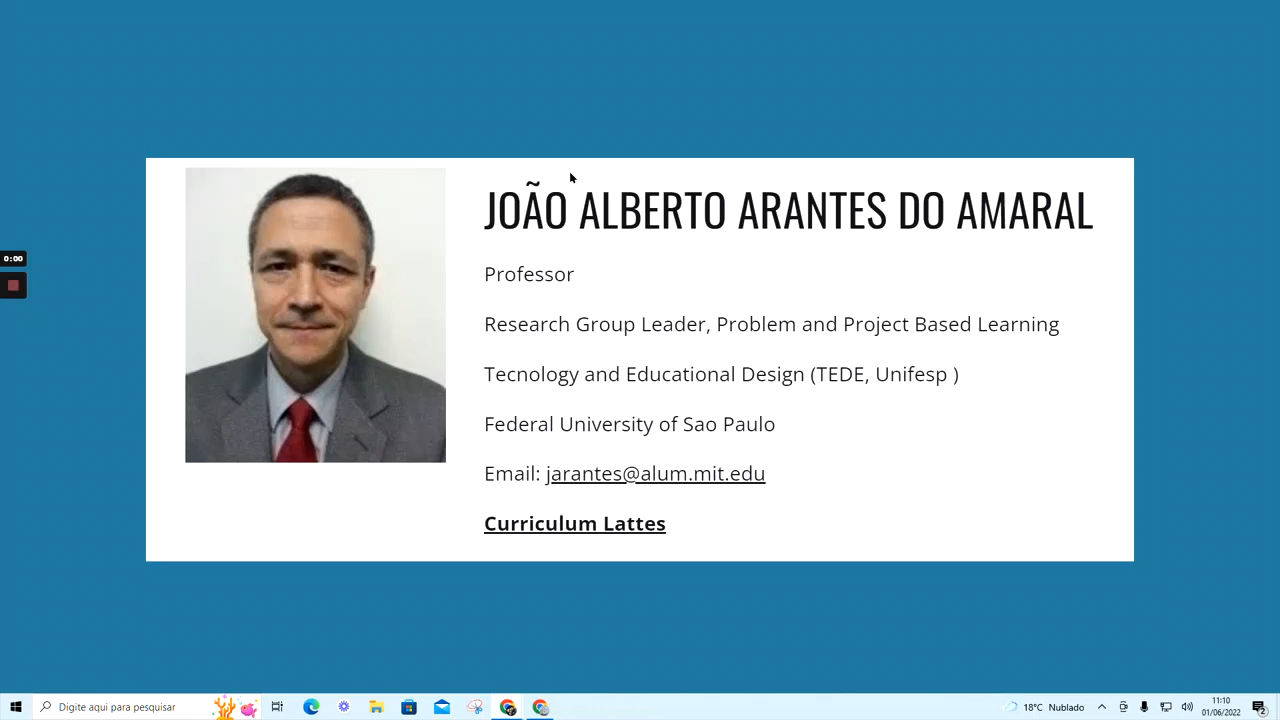 JOÃO ALBERTO ARANTES DO AMARAL
Professor
Research Group Leader, Problem and Project Based Learning
Tecnology and Educational Design (TEDE, Unifesp )
Federal University of Sao Paulo
Email: jarantes@alum.mit.edu
Curriculum Lattes
0:00
Digite aqui para pesquisar
18°C Nublado
11:10
01/06/2022
2